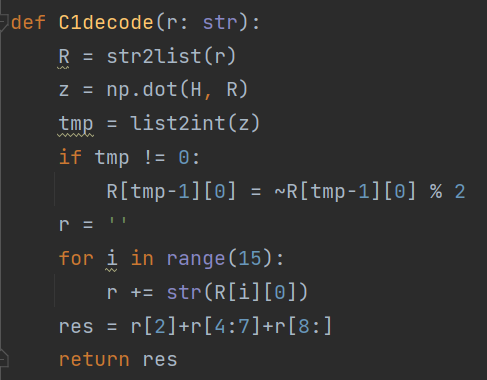 def C1decode(r: str):
    R = str2list(r)
    z = np.dot(H, R)
    tmp = list2int(z)
    if tmp != 0:
        R[tmp-1][0] = ~R[tmp-1][0] % 2
    r = ''
    for i in range(15):
        r += str(R[i][0])
    res = r[2]+r[4:7]+r[8:]
    return res